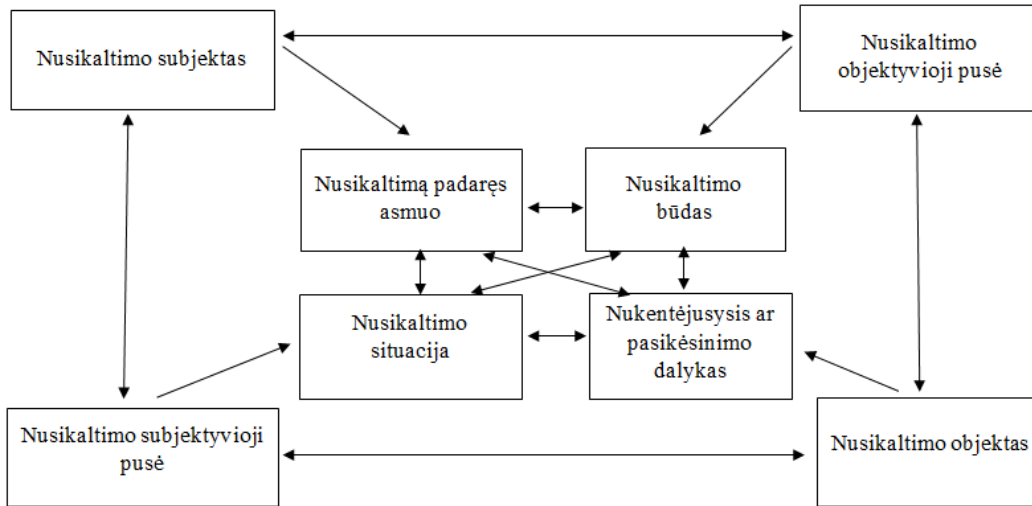 Nusikaltimo subjektas
Nusikaltimo
objektyvioji pusė
Nusikaltimą padaręs
asmuo
Nusikaltimo
būdas
Nusikaltimo
situacija
Nukentėjusysis ar
pasikėsinimo
dalykas
Nusikaltimo subjektyvioji
pusė
Nusikaltimo objektas